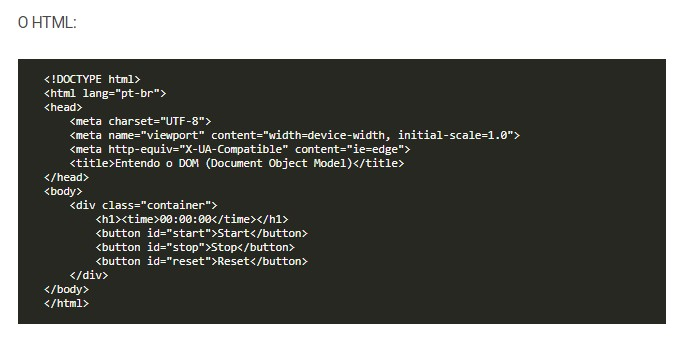 O HTML:
<!DOCTYPE html>
<html lang="pt-br">
<head>
    <meta charset="UTF-8">
    <meta name="viewport" content="width=device-width, initial-scale=1.0">
    <meta http-equiv="X-UA-Compatible" content="ie=edge">
    <title>Entendo o DOM (Document Object Model)</title>
</head>
<body>
    <div class="container">
        <h1><time>00:00:00</time></h1>
        <button id="start">Start</button>
        <button id="stop">Stop</button>
        <button id="reset">Reset</button>
    </div>
</body>
</html>